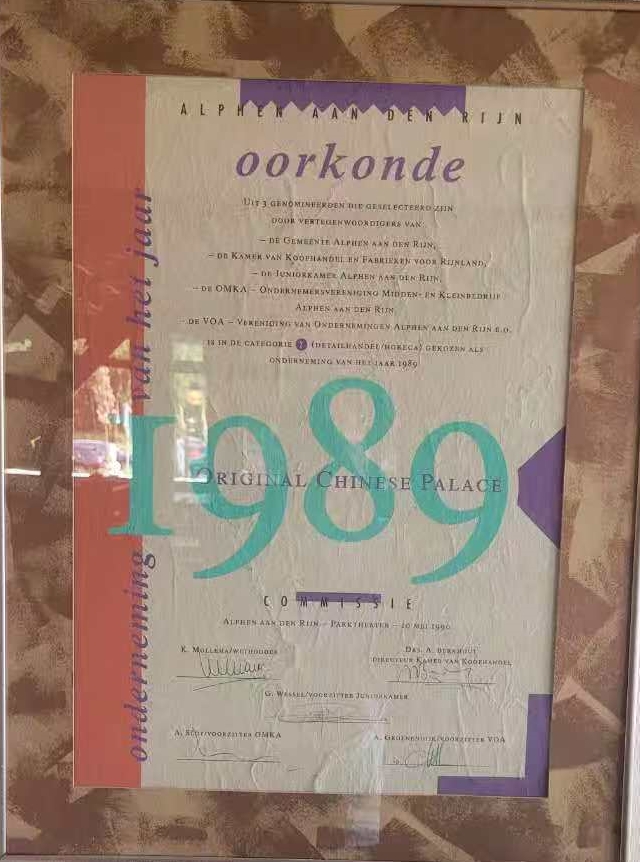 ALPHEN AAN DEN RIJN
oorkonde
UIT 3 GENOMINEERDEN DIE GESELECTEERD ZIJN
DOOR VERTEGENWOORDIGERS VAN
– DE GEMEENTE ALPHEN AAN DEN RIJN,
– DE KAMER VAN KOOPHANDEL EN FABRIEKEN VOOR RIJNLAND,
– DE JUNIORKAMER ALPHEN AAN DEN RIJN,
– DE OMKA – ONDERNEMERSVERENIGING MIDDEN- EN KLEINBEDRIJF
ALPHEN AAN DEN RIJN
– DE VOA – VERENIGING VAN ONDERNEMINGEN ALPHEN AAN DEN RIJN E.O.
IS IN DE CATEGORIE (DETAILHANDEL/HORECA) GEKOZEN ALS
ONDERNEMING VAN HET JAAR 1989
1989
ORIGINAL CHINESE PALACE
onderneming van het jaar
COMMISSIE
ALPHEN AAN DEN RIJN – PARKTHEATER – MEI 1990
K. MOLLEMA/WETHOUDER
DRS. A.
DIRECTEUR KAMER VAN KOOPHANDEL
G. WESSEL/VOORZITTER JUNIORKAMER
A. /VOORZITTER OMKA
A. /VOORZITTER VOA